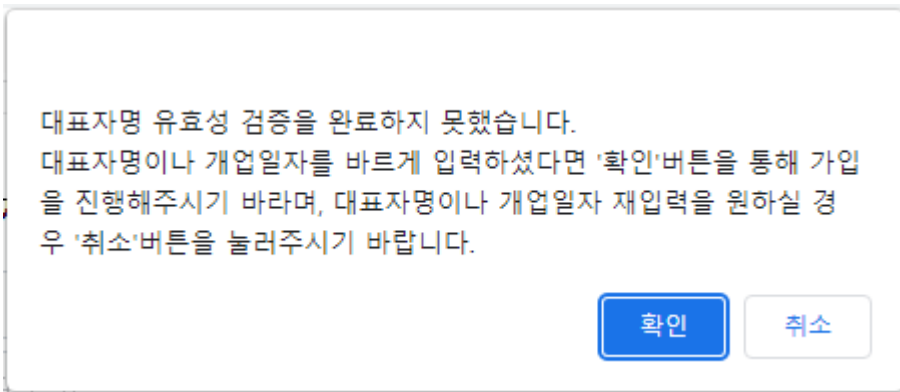 대표자명 유효성 검증을 완료하지 못했습니다.
대표자명이나 개업일자를 바르게 입력하셨다면 '확인'버튼을 통해 가입
을 진행해주시기 바라며, 대표자명이나 개업일자 재입력을 원하실 경
우 '취소'버튼을 눌러주시기 바랍니다.
확인 취소